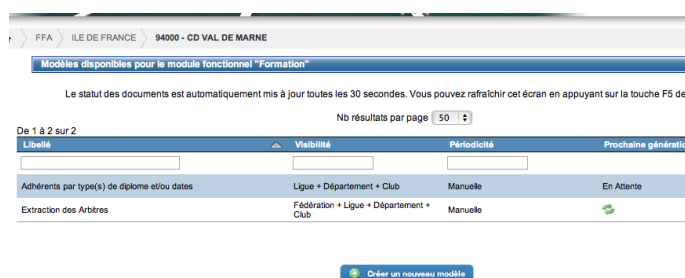 FFA ILE DE FRANCE 94000 - CD VAL DE MARNE
Modèles disponibles pour le module fonctionnel "Formation"
Le statut des documents est automatiquement mis à jour toutes les 30 secondes. Vous pouvez rafraîchir cet écran en appuyant sur la touche F5 de
Nb résultats par page 50
De 1 à 2 sur 2
Libellé Visibilité Périodicité Prochaine génératio
Adhérents par type(s) de diplome et/ou dates Ligue + Département + Club Manuelle En Attente
Extraction des Arbitres Fédération + Ligue + Département + Club Manuelle
Créer un nouveau modèle